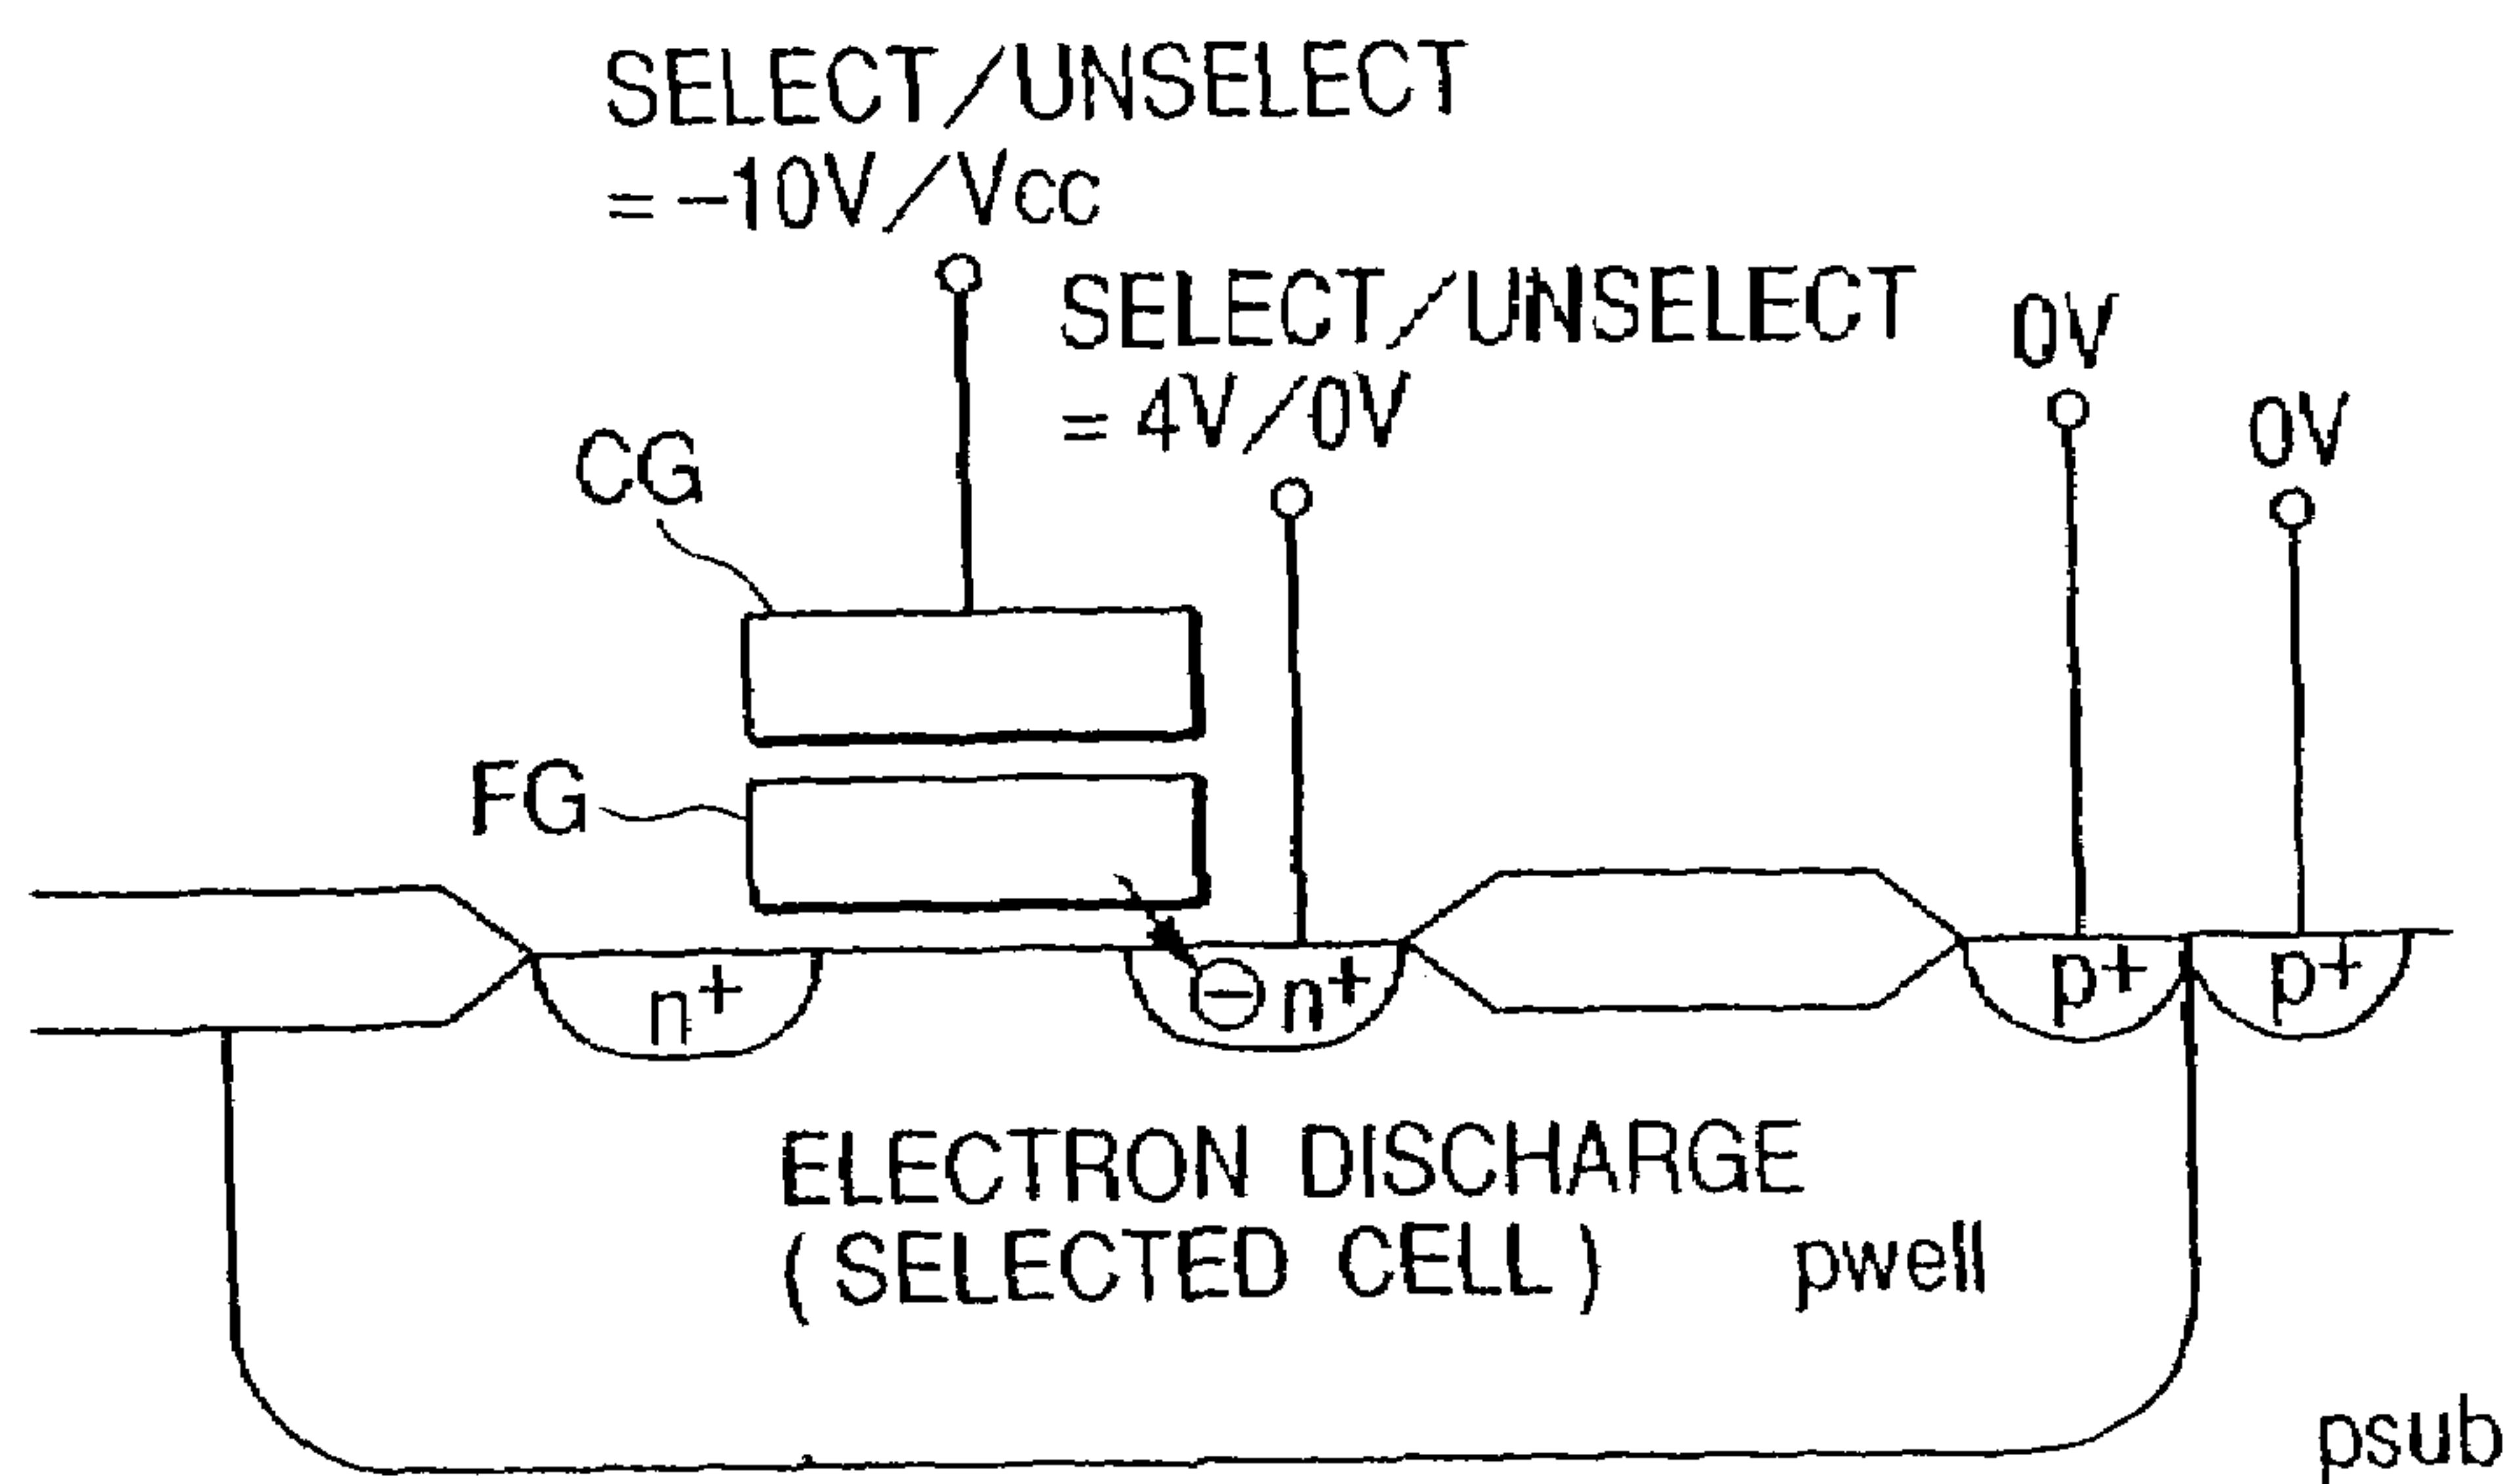 SELECT/UNSELECT
= -10V/Vcc
SELECT/UNSELECT
= 4V/0V
0V
0V
CG
FG
n+
⊖ n+
p+
p+
ELECTRON DISCHARGE
(SELECTED CELL)
pwell
psub